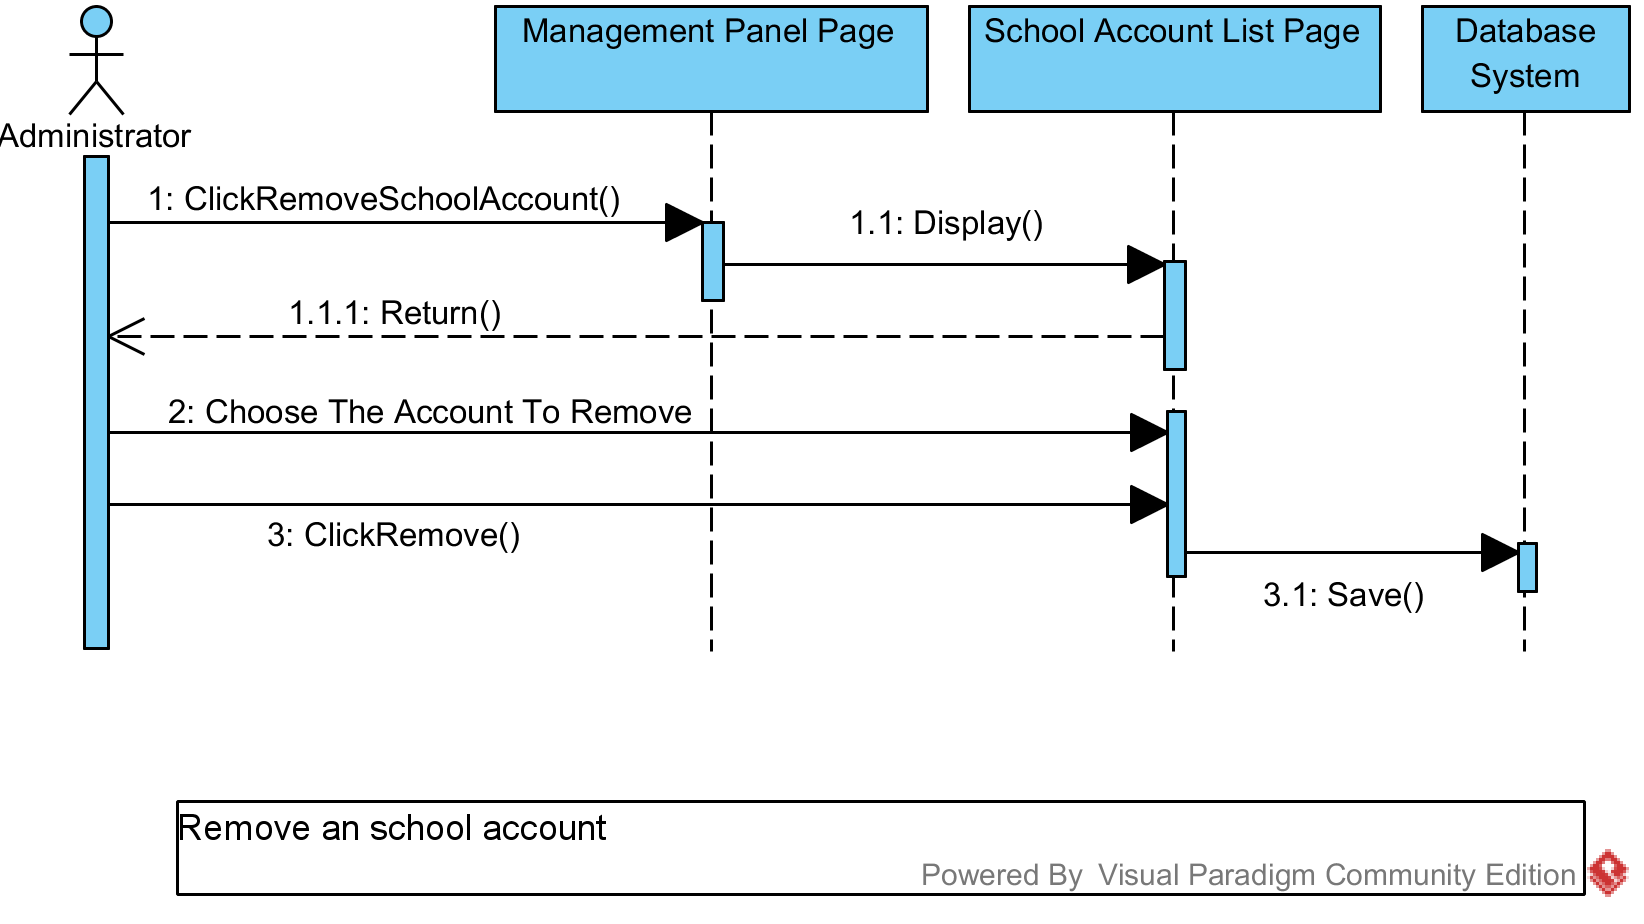 Management Panel Page
School Account List Page
Database
System
Administrator
1: ClickRemoveSchoolAccount()
1.1: Display()
1.1.1: Return()
2: Choose The Account To Remove
3: ClickRemove()
3.1: Save()
Remove an school account
Powered By Visual Paradigm Community Edition